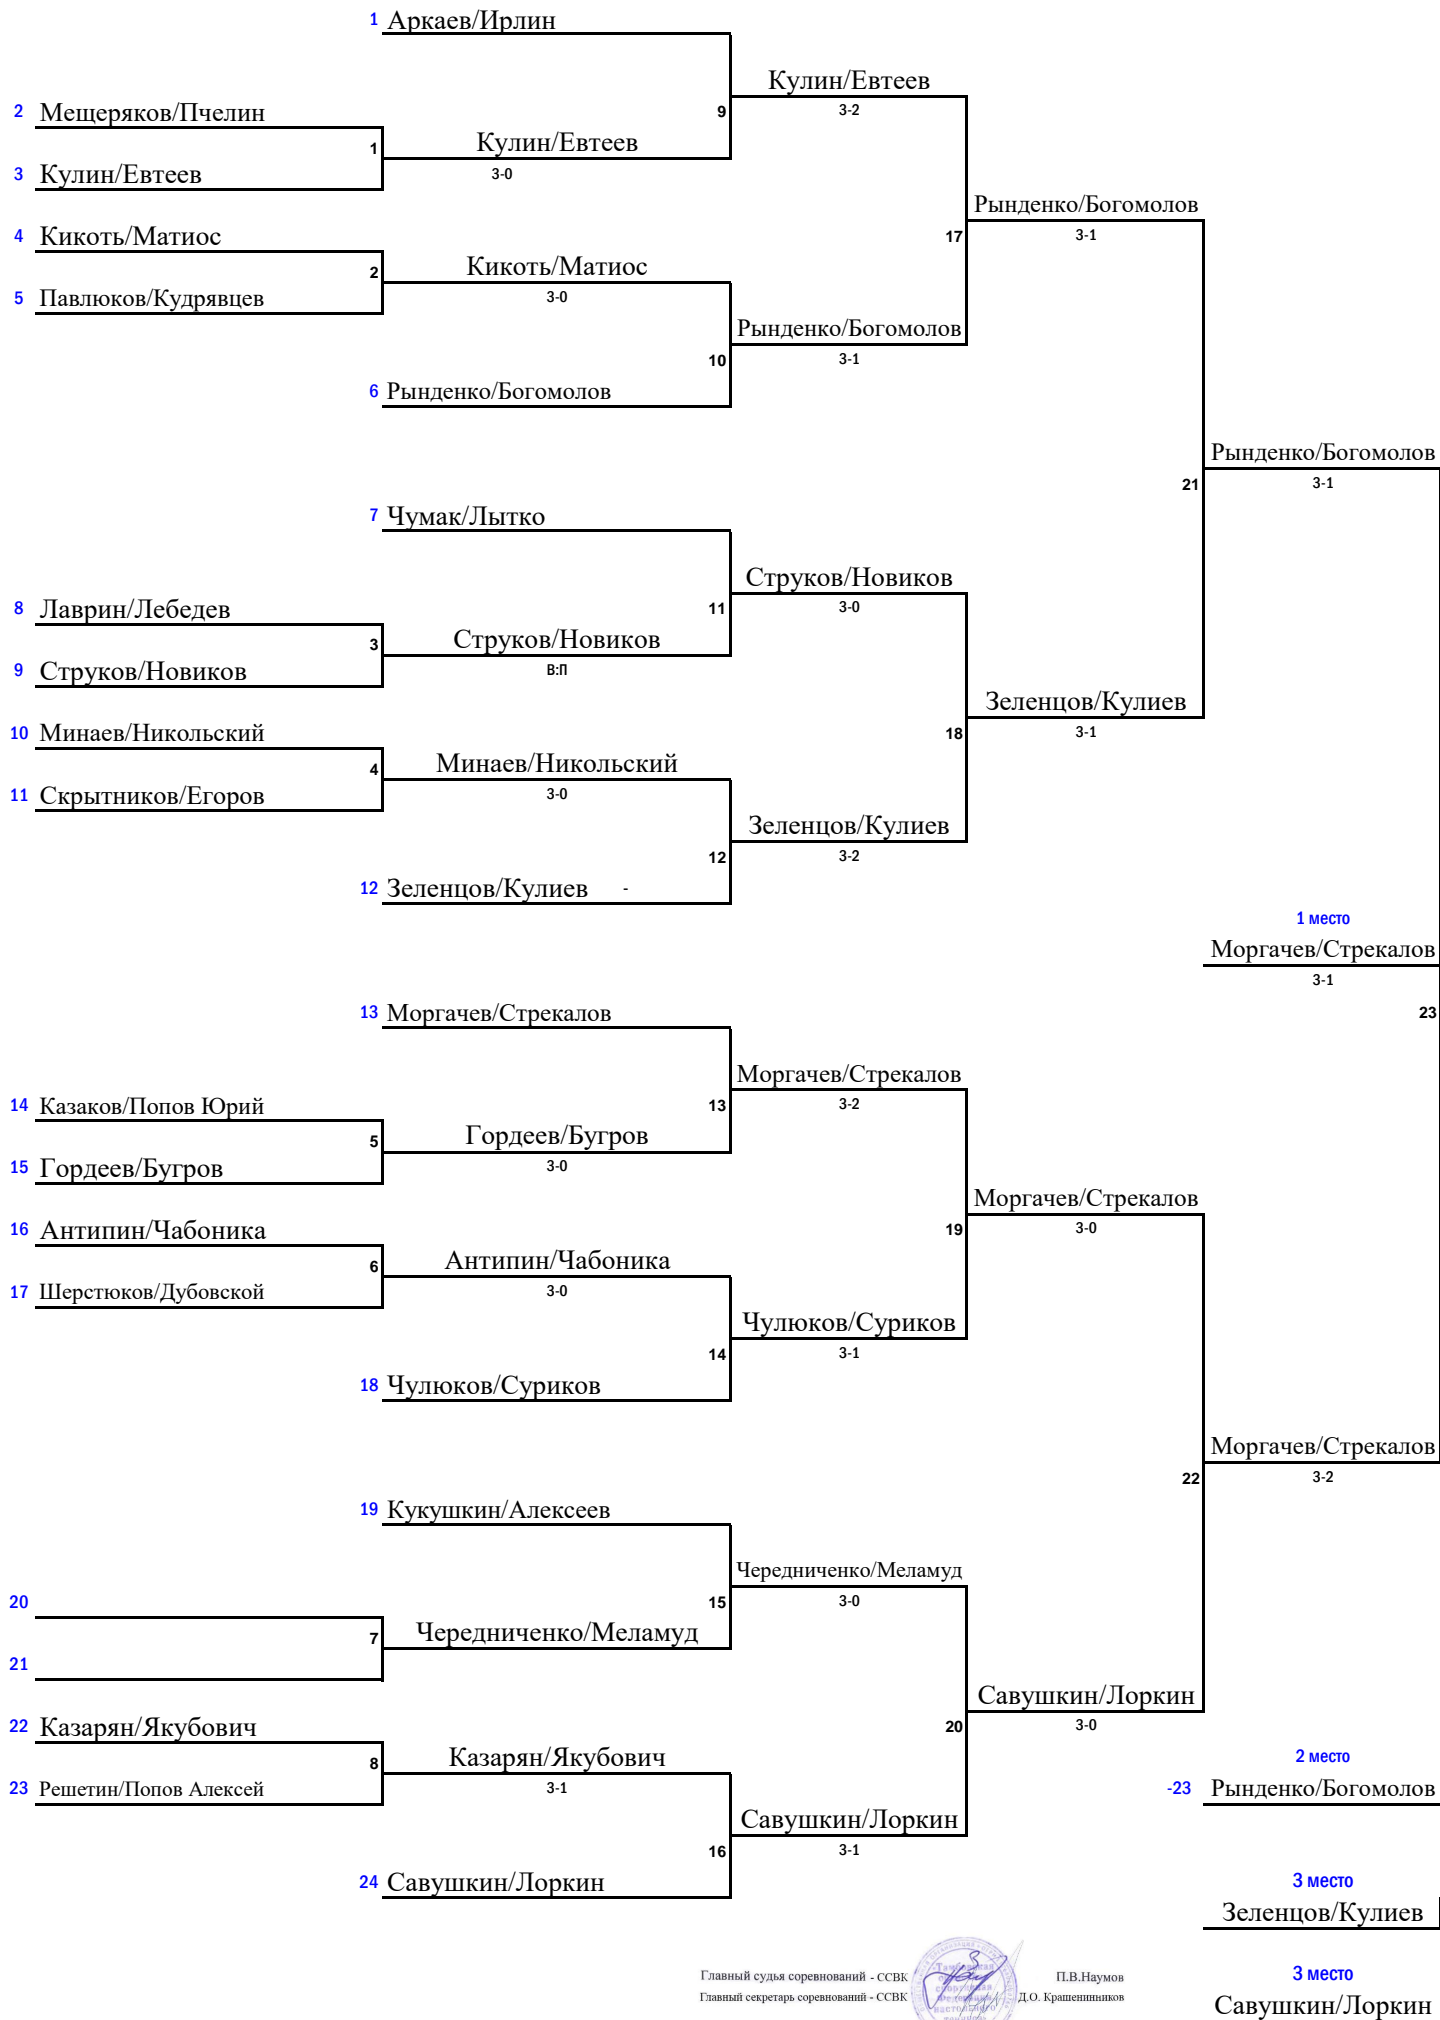 1 Аркаев/Ирлин
Кулин/Евтеев
2 Мещеряков/Пчелин
9
3-2
1
Кулин/Евтеев
3 Кулин/Евтеев
3-0
Рынденко/Богомолов
4 Кикоть/Матиос
17
3-1
2
Кикоть/Матиос
5 Павлюков/Кудрявцев
3-0
Рынденко/Богомолов
10
3-1
6 Рынденко/Богомолов
Рынденко/Богомолов
21
3-1
7 Чумак/Лытко
Струков/Новиков
8 Лаврин/Лебедев
11
3-0
3
Струков/Новиков
9 Струков/Новиков
В:П
Зеленцов/Кулиев
10 Минаев/Никольский
18
3-1
4
Минаев/Никольский
11 Скрытников/Егоров
3-0
Зеленцов/Кулиев
12
3-2
12 Зеленцов/Кулиев -
1 место
Моргачев/Стрекалов
3-1
13 Моргачев/Стрекалов
23
Моргачев/Стрекалов
14 Казаков/Попов Юрий
13
3-2
5
Гордеев/Бугров
15 Гордеев/Бугров
3-0
Моргачев/Стрекалов
16 Антипин/Чабоника
19
3-0
6
Антипин/Чабоника
17 Шерстюков/Дубовской
3-0
Чулюков/Суриков
14
3-1
18 Чулюков/Суриков
Моргачев/Стрекалов
22
3-2
19 Кукушкин/Алексеев
Чередниченко/Меламуд
20
15
3-0
7
Чередниченко/Меламуд
21
Савушкин/Лоркин
22 Казарян/Якубович
20
3-0
8
Казарян/Якубович
2 место
23 Решетин/Попов Алексей
3-1
-23 Рынденко/Богомолов
Савушкин/Лоркин
16
3-1
24 Савушкин/Лоркин
3 место
Зеленцов/Кулиев
Главный судья соревнований - ССВК П.В.Наумов
3 место
Главный секретарь соревнований - ССВК Д.О. Крашенинников
Савушкин/Лоркин